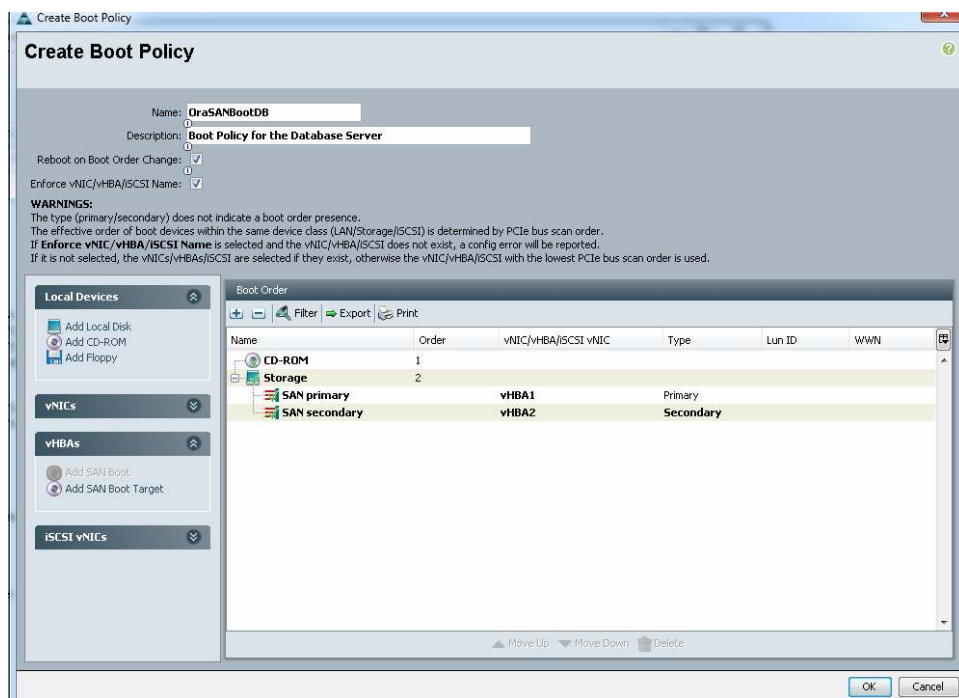 Create Boot Policy
Create Boot Policy
Name: OraSANBootDB
Description: Boot Policy for the Database Server
Reboot on Boot Order Change:
Enforce vNIC/vHBA/iSCSI Name:
WARNINGS:
The type (primary/secondary) does not indicate a boot order presence.
The effective order of boot devices within the same device class (LAN/Storage/iSCSI) is determined by PCIe bus scan order.
If Enforce vNIC/vHBA/iSCSI Name is selected and the vNIC/vHBA/iSCSI does not exist, a config error will be reported.
If it is not selected, the vNICs/vHBAs/iSCSI are selected if they exist, otherwise the vNIC/vHBA/iSCSI with the lowest PCIe bus scan order is used.
Local Devices
Add Local Disk
Add CD-ROM
Add Floppy
vNICs
vHBAs
Add SAN Boot
Add SAN Boot Target
iSCSI vNICs
Boot Order
Filter Export Print
Name Order vNIC/vHBA/iSCSI vNIC Type Lun ID WWN
CD-ROM 1
Storage 2
SAN primary vHBA1 Primary
SAN secondary vHBA2 Secondary
Move Up Move Down Delete
OK Cancel